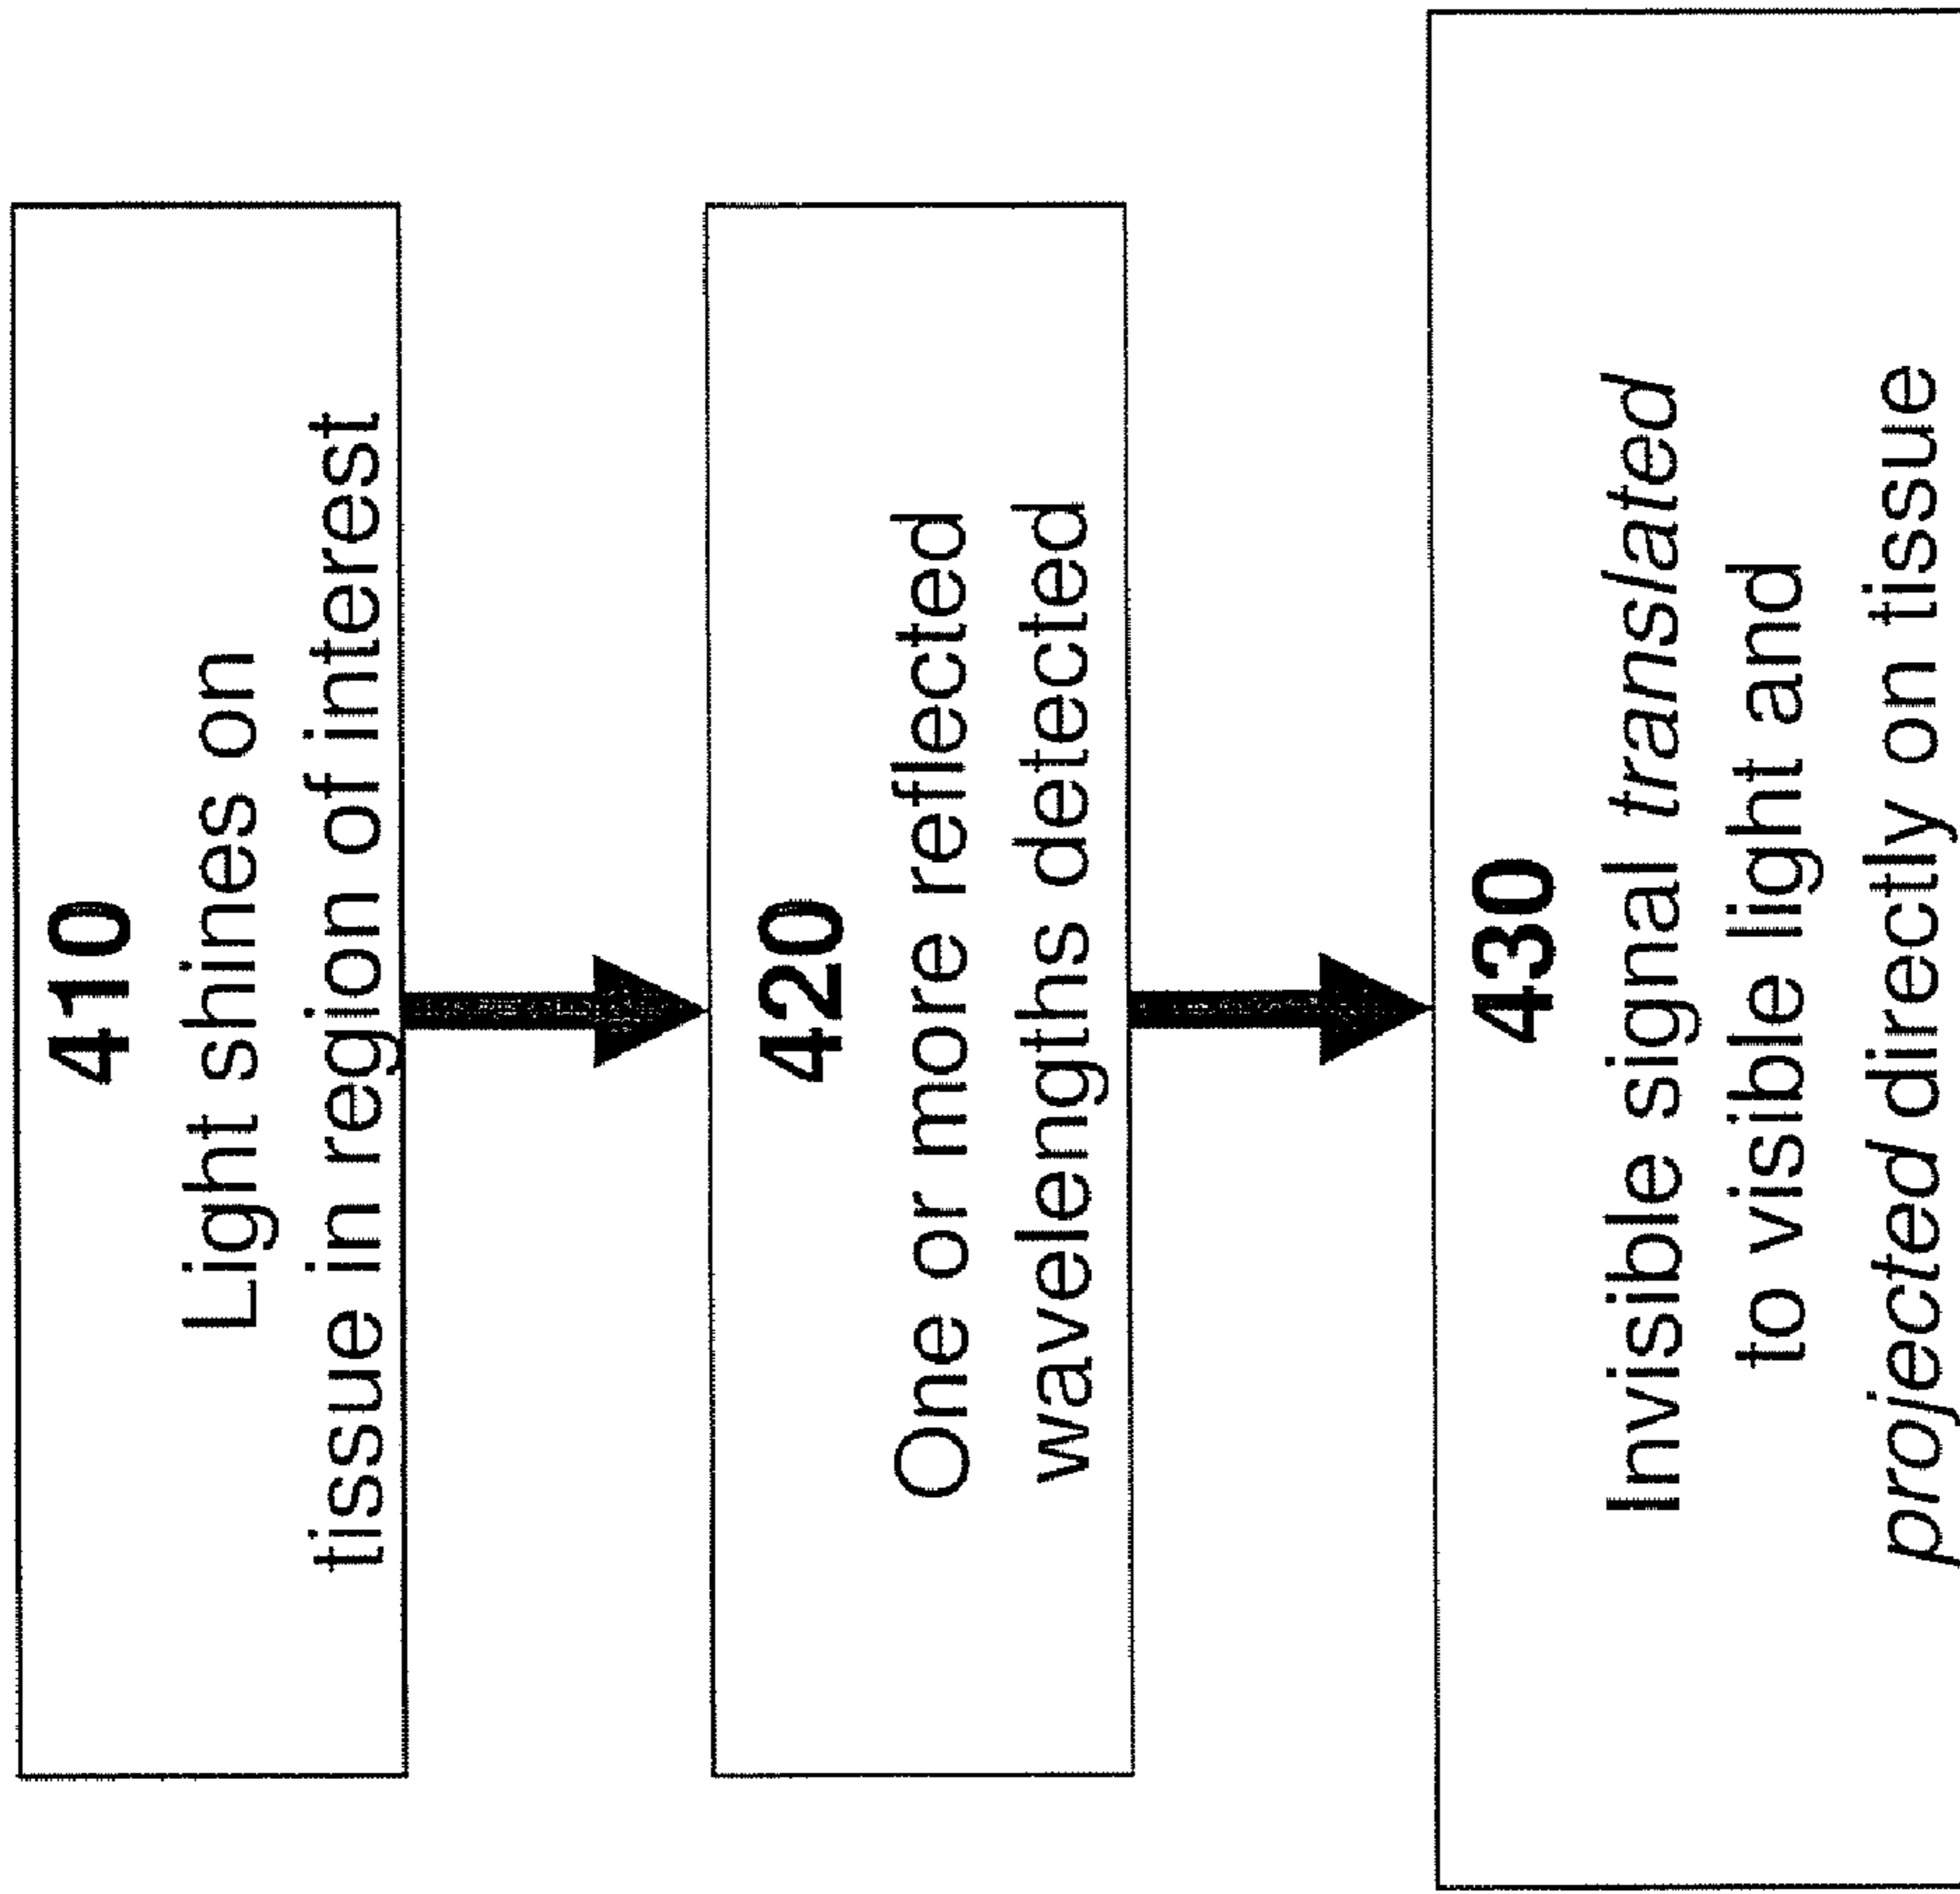 410
Light shines on
tissue in region of interest
420
One or more reflected
wavelengths detected
430
Invisible signal translated
to visible light and
projected directly on tissue